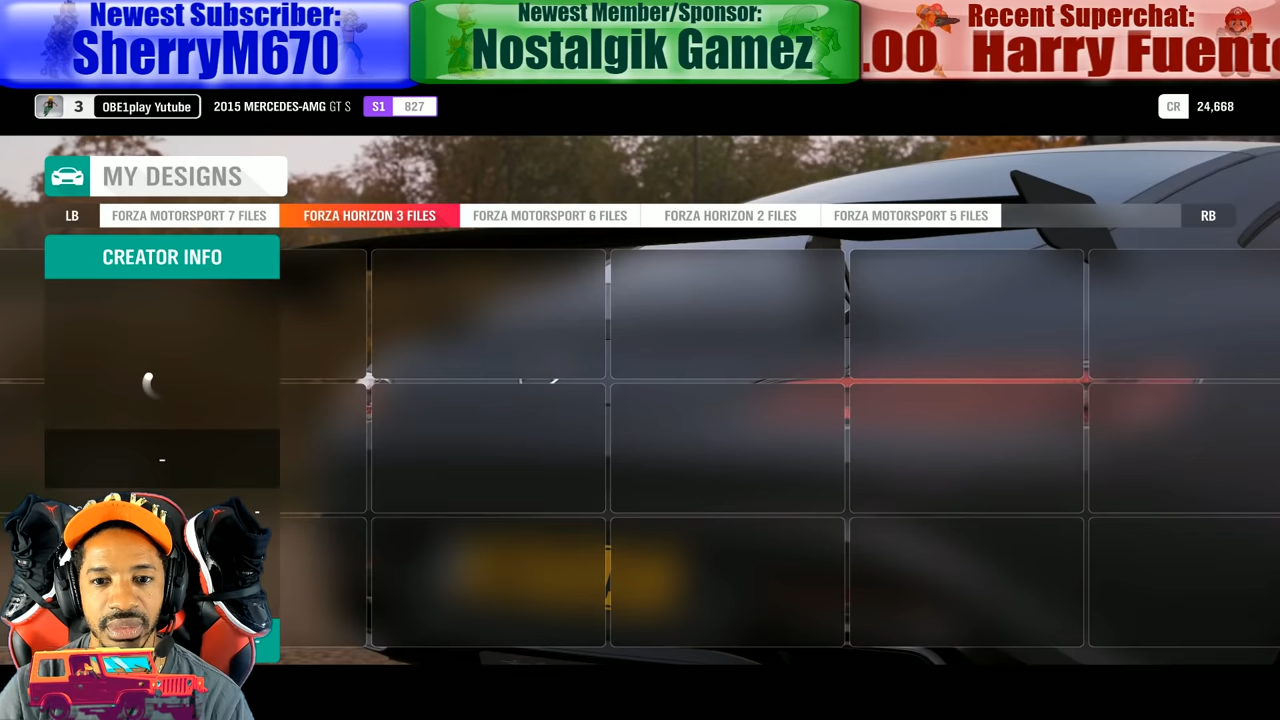 Newest Subscriber:
SherryM670
Newest Member/Sponsor:
Nostalgik Gamez
Recent Superchat:
.00 Harry Fuent
3 OBE1play Yutube 2015 MERCEDES-AMG GT S S1 827
CR 24,668
MY DESIGNS
LB FORZA MOTORSPORT 7 FILES FORZA HORIZON 3 FILES FORZA MOTORSPORT 6 FILES FORZA HORIZON 2 FILES FORZA MOTORSPORT 5 FILES RB
CREATOR INFO
-